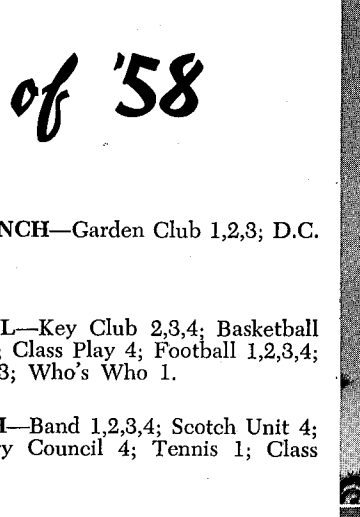 of '58
NCH—Garden Club 1,2,3; D.C.
L—Key Club 2,3,4; Basketball
; Class Play 4; Football 1,2,3,4;
3; Who's Who 1.
H—Band 1,2,3,4; Scotch Unit 4;
y Council 4; Tennis 1; Class